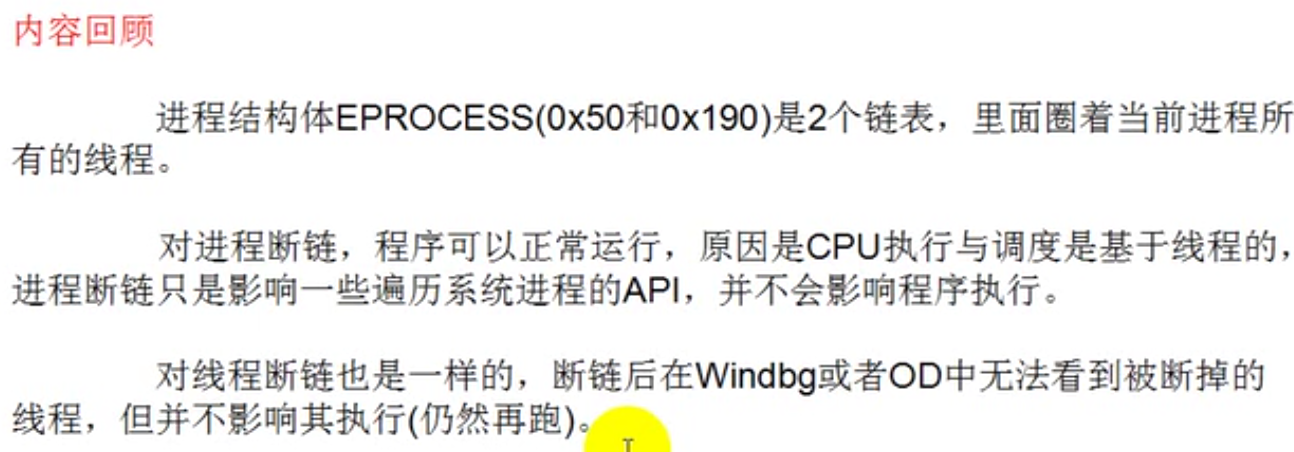 内容回顾
进程结构体EPROCESS(0x50和0x190)是2个链表，里面圈着当前进程所
有的线程。
对进程断链，程序可以正常运行，原因是CPU执行与调度是基于线程的，
进程断链只是影响一些遍历系统进程的API，并不会影响程序执行。
对线程断链也是一样的，断链后在Windbg或者OD中无法看到被断掉的
线程，但并不影响其执行(仍然再跑)。